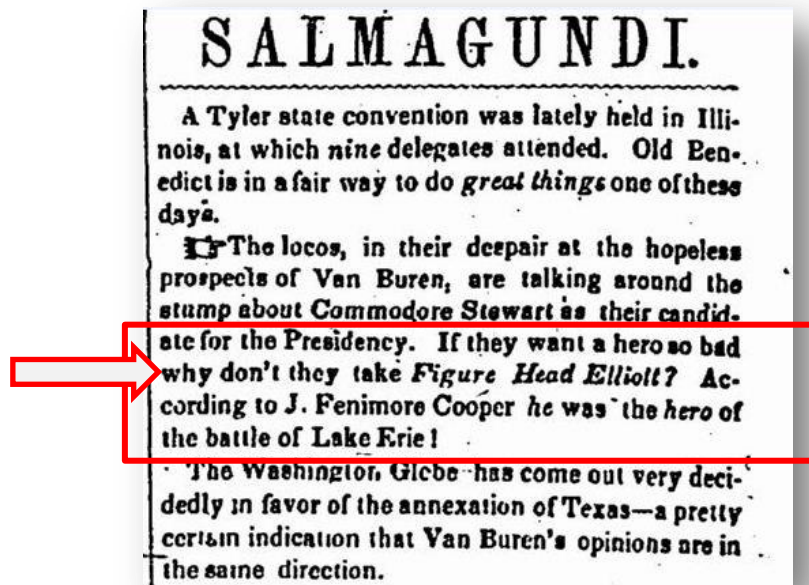 SALMAGUNDI.
A Tyler state convention was lately held in Illi-
nois, at which nine delegates attended. Old Ben-
edict is in a fair way to do great things one of these
days.
☞The locos, in their despair at the hopeless
prospects of Van Buren, are talking around the
stump about Commodore Stewart as their candid-
ate for the Presidency. If they want a hero so bad
why don't they take Figure Head Elliott? Ac-
cording to J. Fenimore Cooper he was the hero of
the battle of Lake Erie!
The Washington Globe has come out very deci-
dedly in favor of the annexation of Texas—a pretty
certain indication that Van Buren's opinions are in
the same direction.